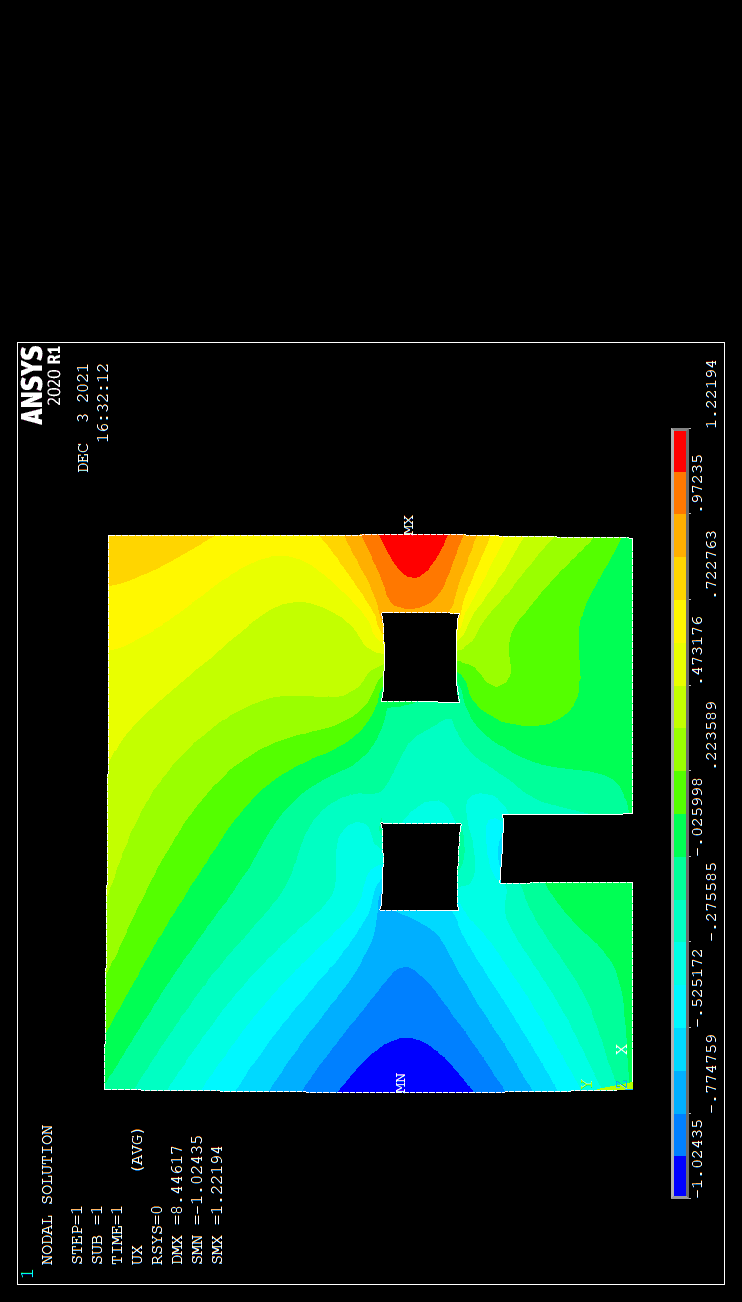 1
NODAL SOLUTION
STEP=1
SUB =1
TIME=1
UX (AVG)
RSYS=0
DMX =8.44617
SMN =-1.02435
SMX =1.22194
ANSYS
2020 R1
DEC 3 2021
16:32:12
MN
MX
Y
Z X
-1.02435
-.774759
-.525172
-.275585
-.025998
.223589
.473176
.722763
.97235
1.22194